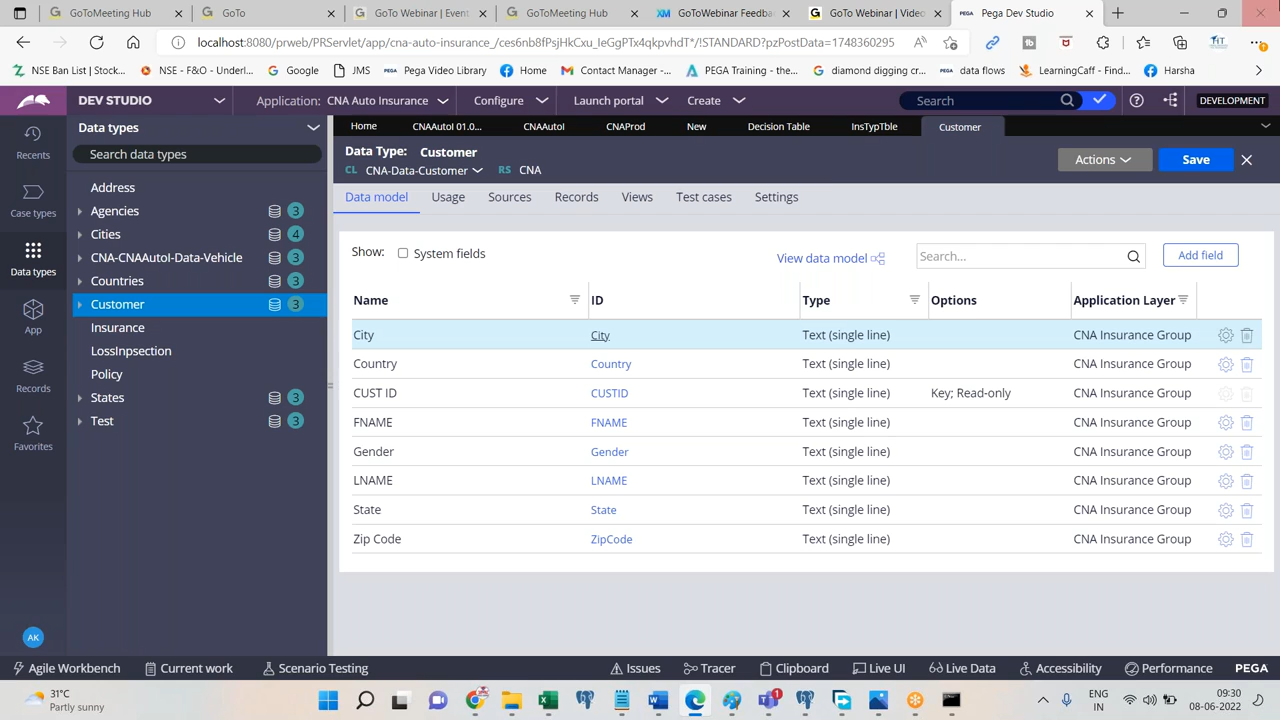 GoToMeeting Hub
GoTo
GoTo Webinar | Event
GoToMeeting Hub
GoToWebinar Feedba
GoTo Webinar | Video
Pega Dev Studio
localhost:8080/prweb/PRServlet/app/cna-auto-insurance_/ces6nb8fPsjHkCxu_IeGgPTx4qkpvhdT*/!STANDARD?pzPostData=1748360295
NSE Ban List | Stock...
NSE - F&O - Underl...
Google
JMS
Pega Video Library
Home
Contact Manager -...
PEGA Training - the...
diamond digging cr...
data flows
LearningCaff - Find...
Harsha
DEV STUDIO
Application: CNA Auto Insurance
Configure
Launch portal
Create
Search
DEVELOPMENT
Recents
Case types
Data types
App
Records
Favorites
AK
Data types
Search data types
Address
Agencies 3
Cities 4
CNA-CNAAutoI-Data-Vehicle 3
Countries 3
Customer 3
Insurance
LossInpsection
Policy
States 3
Test 3
Home
CNAAutoI 01.0...
CNAAutoI
CNAProd
New
Decision Table
InsTypTble
Customer
Data Type: Customer
CL CNA-Data-Customer RS CNA
Actions
Save
Data model
Usage
Sources
Records
Views
Test cases
Settings
Show: System fields
View data model
Search...
Add field
Name ID Type Options Application Layer
City City Text (single line) CNA Insurance Group
Country Country Text (single line) CNA Insurance Group
CUST ID CUSTID Text (single line) Key; Read-only CNA Insurance Group
FNAME FNAME Text (single line) CNA Insurance Group
Gender Gender Text (single line) CNA Insurance Group
LNAME LNAME Text (single line) CNA Insurance Group
State State Text (single line) CNA Insurance Group
Zip Code ZipCode Text (single line) CNA Insurance Group
Agile Workbench
Current work
Scenario Testing
Issues
Tracer
Clipboard
Live UI
Live Data
Accessibility
Performance
PEGA
31°C
Partly sunny
1
ENG
IN
09:30
08-06-2022